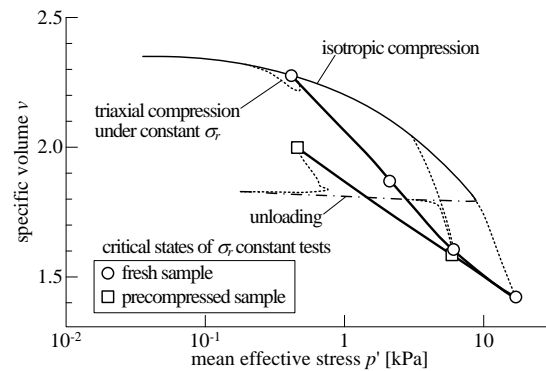 2.5
isotropic compression
triaxial compression
under constant σr
2.0
specific volume v
unloading
critical states of σr constant tests
fresh sample
precompressed sample
1.5
10-2
10-1
1
10
mean effective stress p' [kPa]